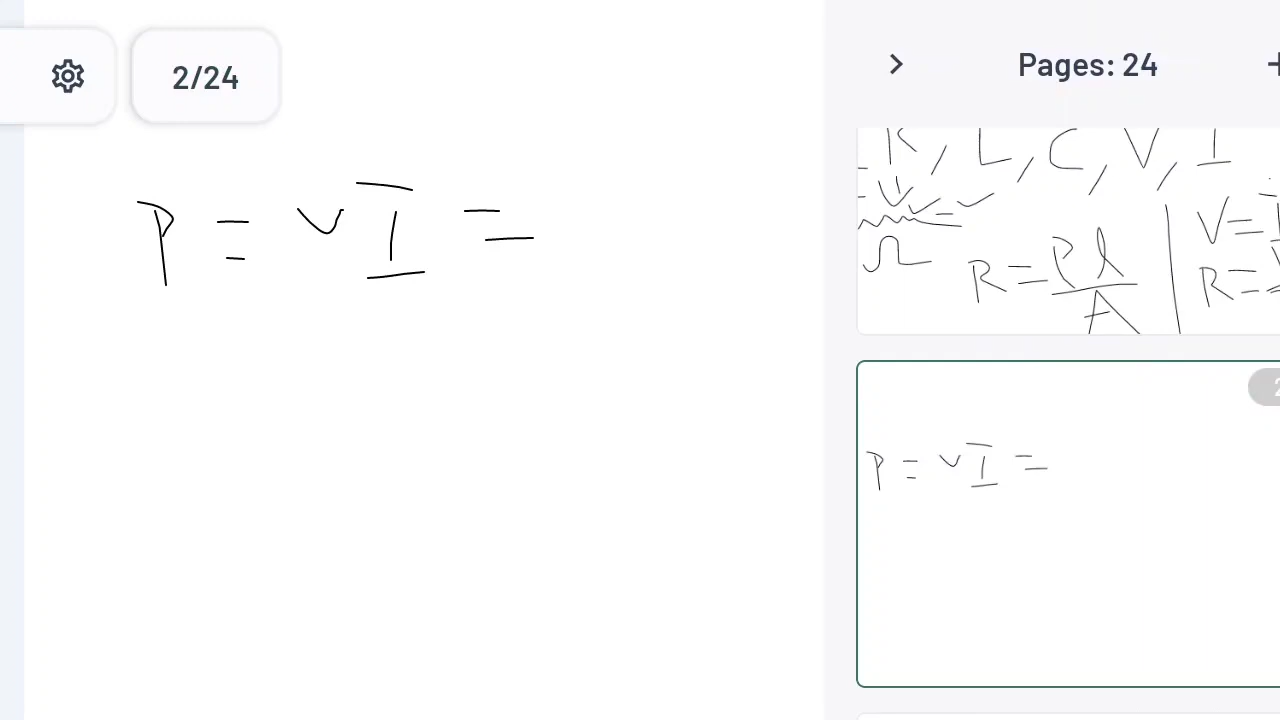 2/24
Pages: 24
P = VI =
R, L, C, V, I
Ω
R = ρl/A
V =
R =
P = VI =